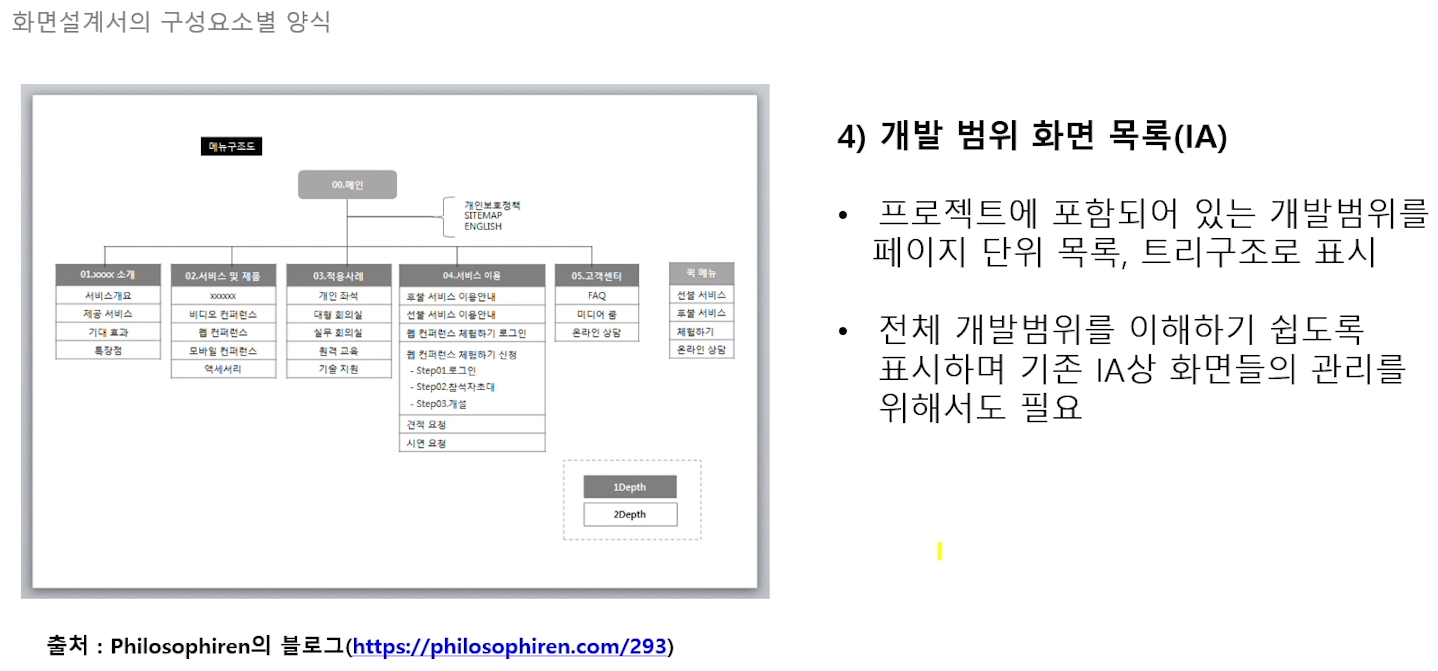 화면설계서의 구성요소별 양식
메뉴구조도
00.메인
개인보호정책
SITEMAP
ENGLISH
01.xxxx 소개
서비스개요
제공 서비스
기대 효과
특장점
02.서비스 및 제품
xxxxxx
비디오 컨퍼런스
웹 컨퍼런스
모바일 컨퍼런스
액세서리
03.적용사례
개인 좌석
대형 회의실
실무 회의실
원격 교육
기술 지원
04.서비스 이용
후불 서비스 이용안내
선불 서비스 이용안내
웹 컨퍼런스 체험하기 로그인
웹 컨퍼런스 체험하기 신청
- Step01.로그인
- Step02.참석자초대
- Step03.개설
견적 요청
시연 요청
05.고객센터
FAQ
미디어 룸
온라인 상담
퀵 메뉴
선불 서비스
후불 서비스
체험하기
온라인 상담
1Depth
2Depth
출처 : Philosophiren의 블로그(https://philosophiren.com/293)
4) 개발 범위 화면 목록(IA)
• 프로젝트에 포함되어 있는 개발범위를
페이지 단위 목록, 트리구조로 표시
• 전체 개발범위를 이해하기 쉽도록
표시하며 기존 IA상 화면들의 관리를
위해서도 필요